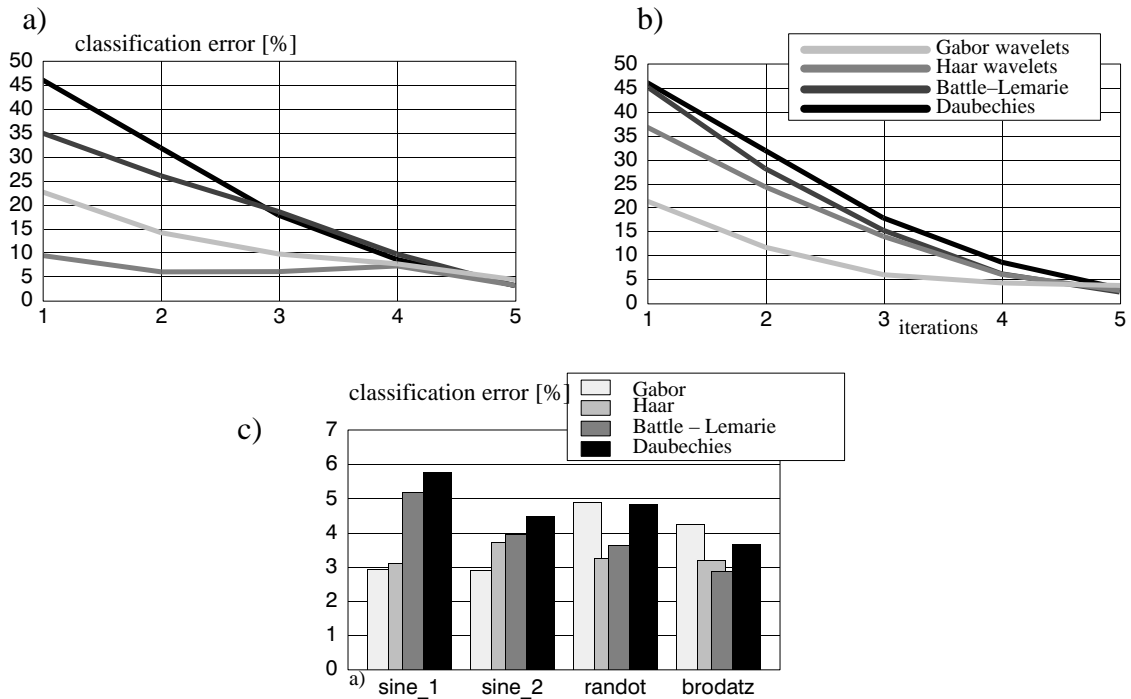 a)
classification error [%]
50
45
40
35
30
25
20
15
10
5
0
1 2 3 4 5
b)
Gabor wavelets
Haar wavelets
Battle–Lemarie
Daubechies
50
45
40
35
30
25
20
15
10
5
0
1 2 3 4 5
iterations
classification error [%]
Gabor
Haar
Battle – Lemarie
Daubechies
c)
7
6
5
4
3
2
1
0
a)
sine_1 sine_2 randot brodatz